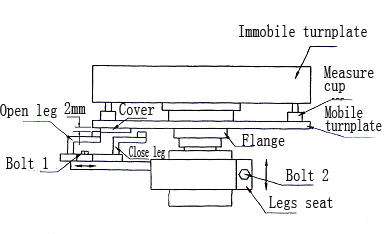 Immobile turnplate
Measure
cup
Open leg 2mm
Cover
Mobile
turnplate
Flange
Bolt 1
Close leg
Bolt 2
Legs seat